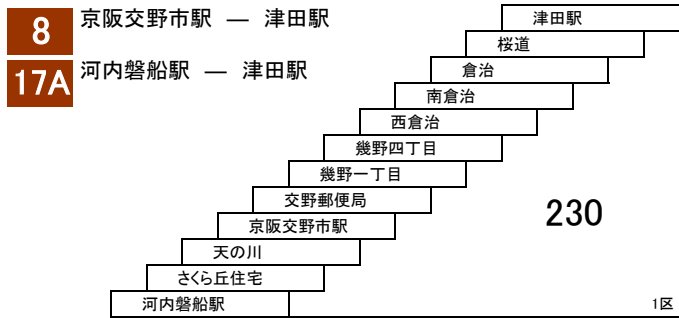 8 京阪交野市駅 ― 津田駅
17A 河内磐船駅 ― 津田駅
津田駅
桜道
倉治
南倉治
西倉治
幾野四丁目
幾野一丁目
交野郵便局
京阪交野市駅
天の川
さくら丘住宅
河内磐船駅
230
1区